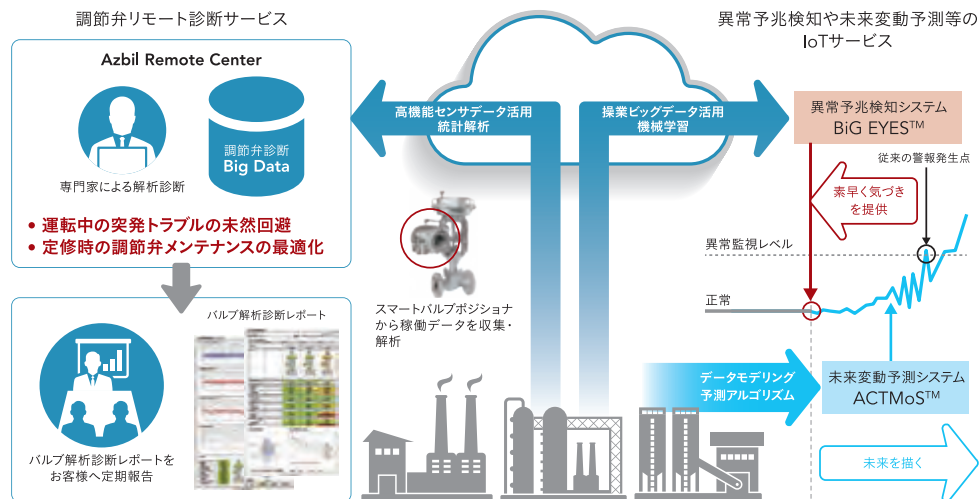 調節弁リモート診断サービス
Azbil Remote Center
専門家による解析診断
調節弁診断
Big Data
• 運転中の突発トラブルの未然回避
• 定修時の調節弁メンテナンスの最適化
バルブ解析診断レポート
バルブ解析診断レポートを
お客様へ定期報告
高機能センサデータ活用
統計解析
操業ビッグデータ活用
機械学習
スマートバルブポジショナ
から稼働データを収集・
解析
異常予兆検知や未来変動予測等の
IoTサービス
異常予兆検知システム
BiG EYES™
従来の警報発生点
素早く気づき
を提供
異常監視レベル
正常
データモデリング
予測アルゴリズム
未来変動予測システム
ACTMoS™
未来を描く